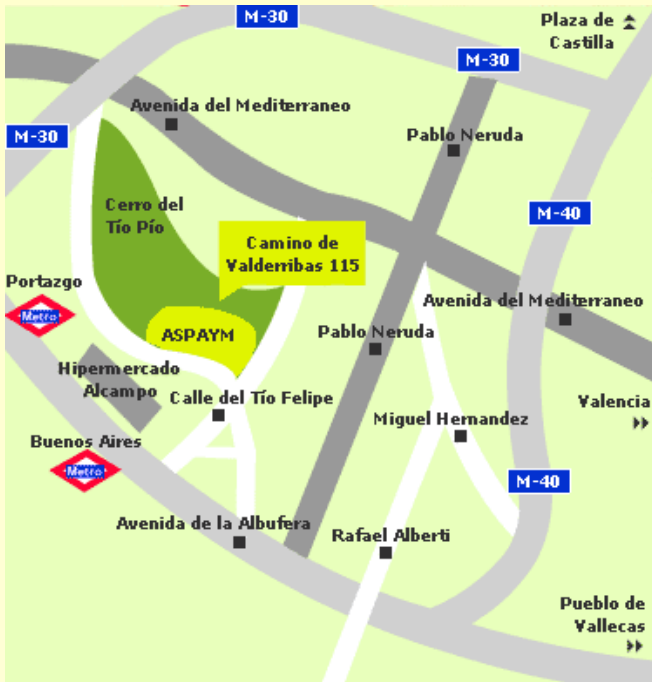 M-30
Plaza de
Castilla
M-30
Avenida del Mediterraneo
M-30
Pablo Neruda
Cerro del
Tío Pío
M-40
Camino de
Valderribas 115
Portazgo
Metro
Avenida del Mediterraneo
ASPAYM
Pablo Neruda
Hipermercado
Alcampo
Calle del Tío Felipe
Valencia
Miguel Hernandez
Buenos Aires
Metro
M-40
Avenida de la Albufera
Rafael Alberti
Pueblo de
Vallecas